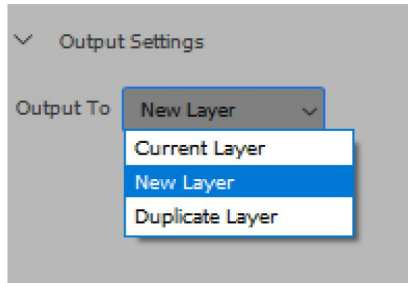 Output Settings
Output To New Layer
Current Layer
New Layer
Duplicate Layer